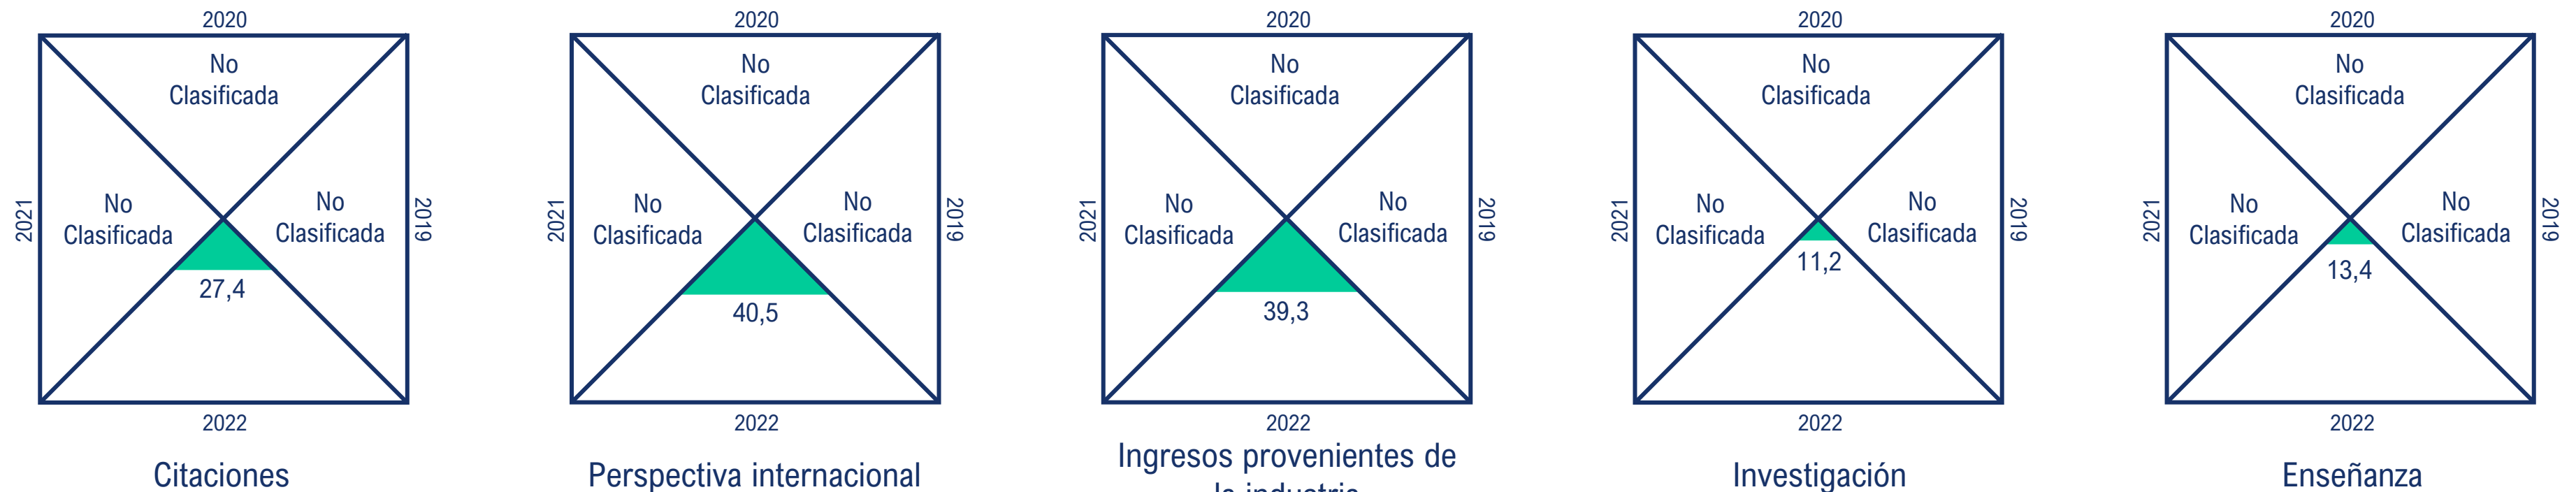 2020
No
Clasificada
2021
No
Clasificada
No
Clasificada
2019
27,4
2022
Citaciones
2020
No
Clasificada
2021
No
Clasificada
No
Clasificada
2019
40,5
2022
Perspectiva internacional
2020
No
Clasificada
2021
No
Clasificada
No
Clasificada
2019
39,3
2022
Ingresos provenientes de
la industria
2020
No
Clasificada
2021
No
Clasificada
No
Clasificada
2019
11,2
2022
Investigación
2020
No
Clasificada
2021
No
Clasificada
No
Clasificada
2019
13,4
2022
Enseñanza